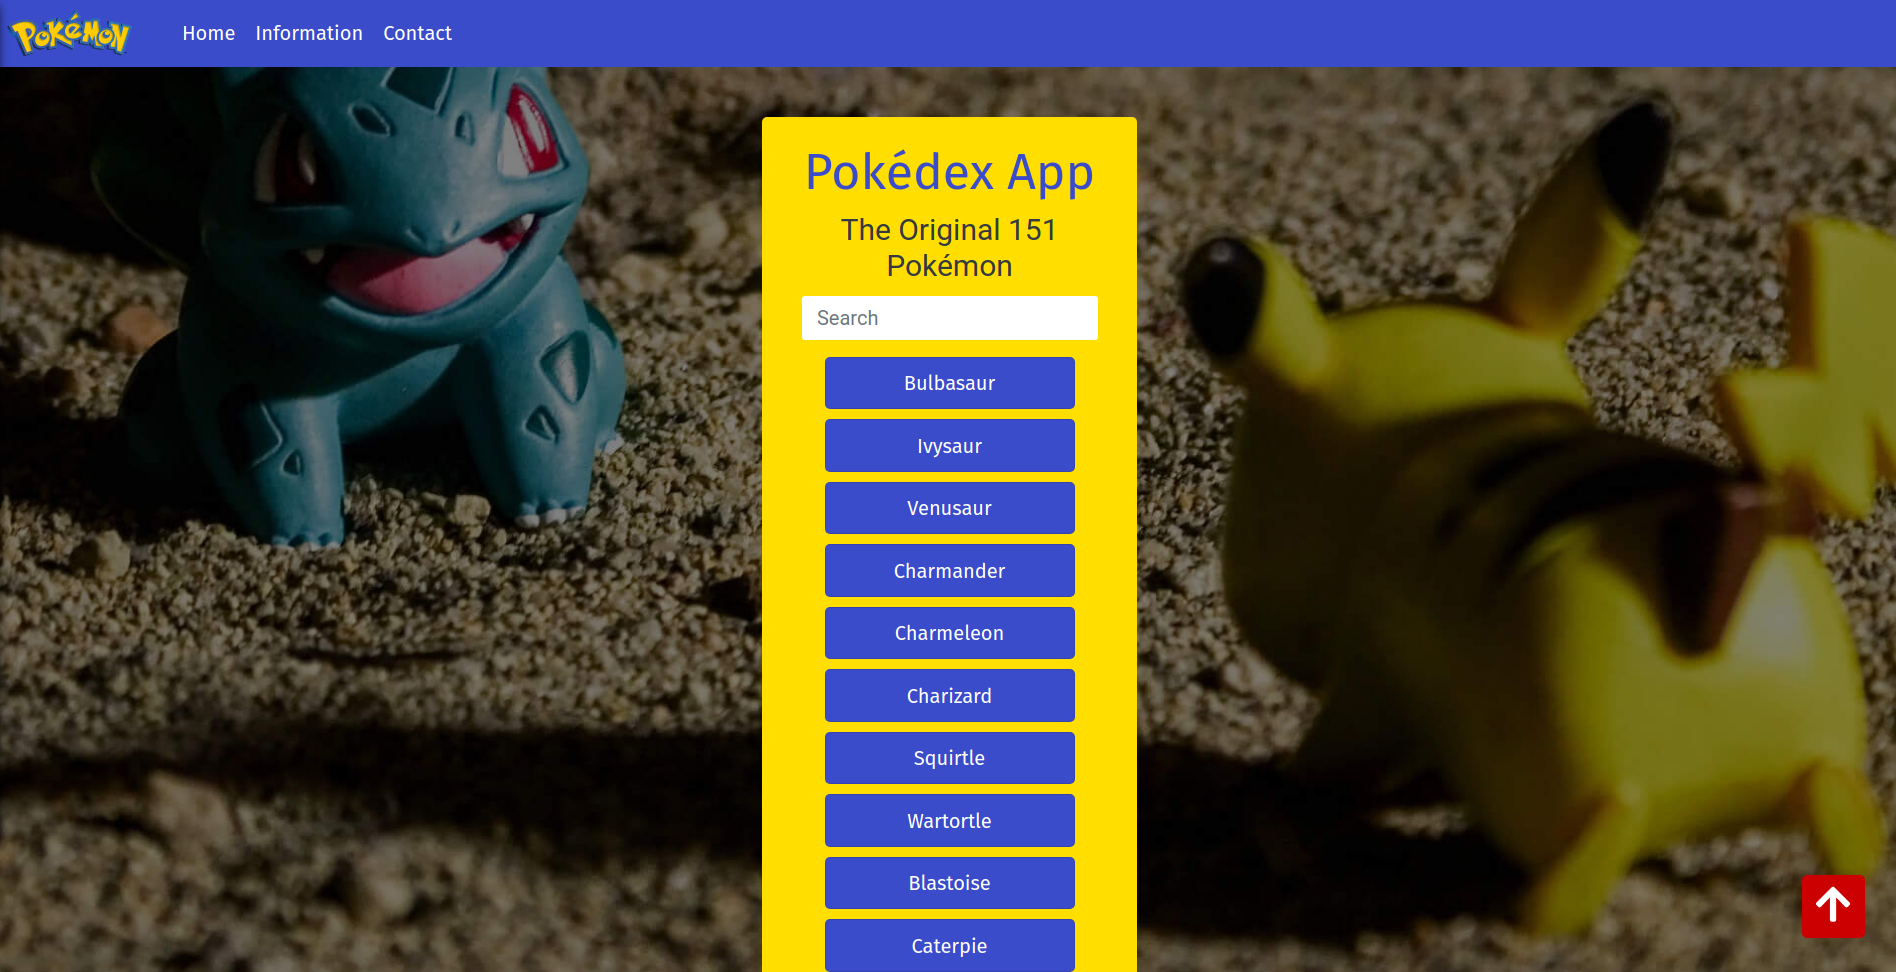 POKéMON
Home Information Contact
Pokédex App
The Original 151
Pokémon
Search
Bulbasaur
Ivysaur
Venusaur
Charmander
Charmeleon
Charizard
Squirtle
Wartortle
Blastoise
Caterpie